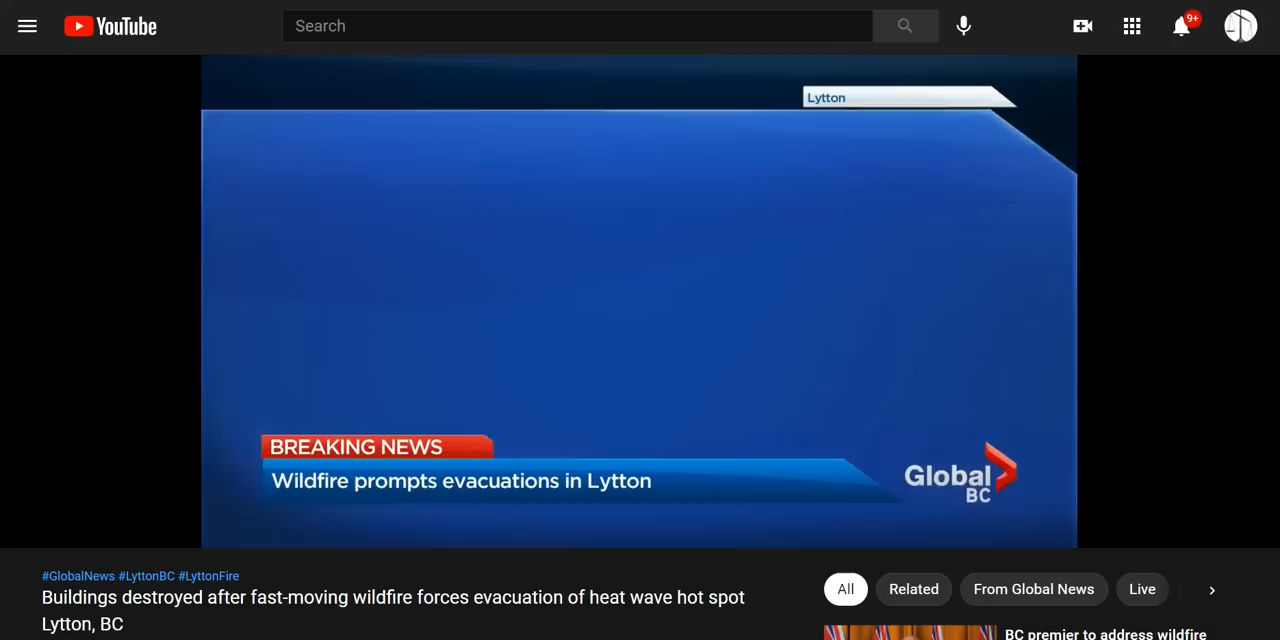 YouTube
Search
9+
Lytton
BREAKING NEWS
Wildfire prompts evacuations in Lytton
Global
BC
#GlobalNews #LyttonBC #LyttonFire
Buildings destroyed after fast-moving wildfire forces evacuation of heat wave hot spot
Lytton, BC
All
Related
From Global News
Live
BC premier to address wildfire